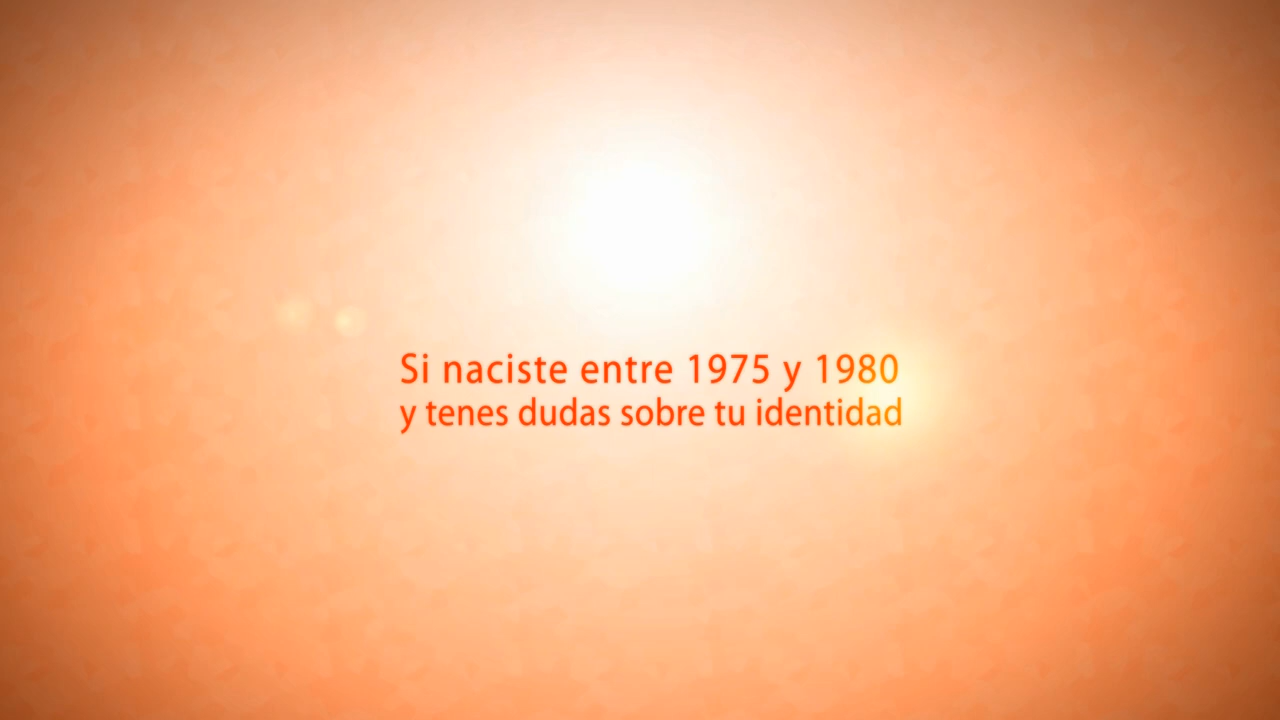 Si naciste entre 1975 y 1980
y tenes dudas sobre tu identidad